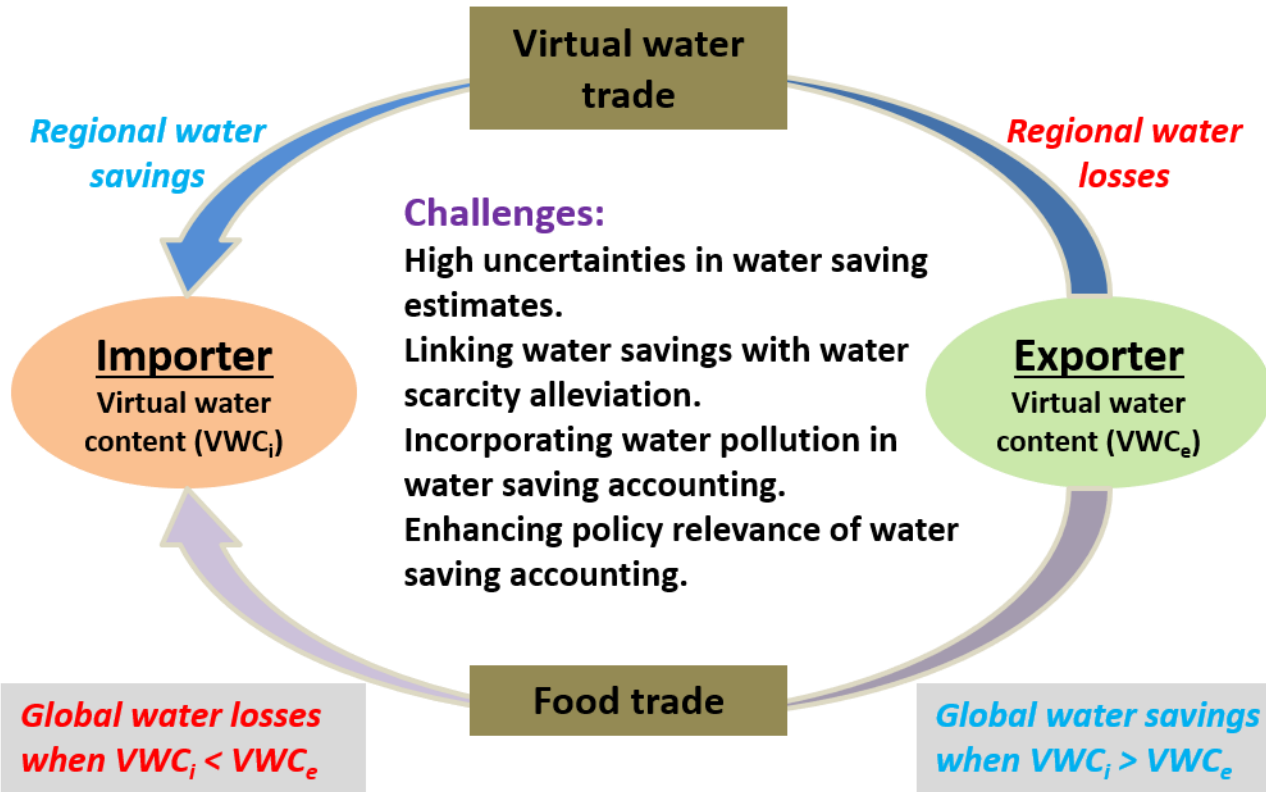 Virtual water
trade
Regional water
savings
Regional water
losses
Challenges:
High uncertainties in water saving
estimates.
Linking water savings with water
scarcity alleviation.
Incorporating water pollution in
water saving accounting.
Enhancing policy relevance of water
saving accounting.
Importer
Virtual water
content (VWCᵢ)
Exporter
Virtual water
content (VWCₑ)
Food trade
Global water losses
when VWCᵢ < VWCₑ
Global water savings
when VWCᵢ > VWCₑ